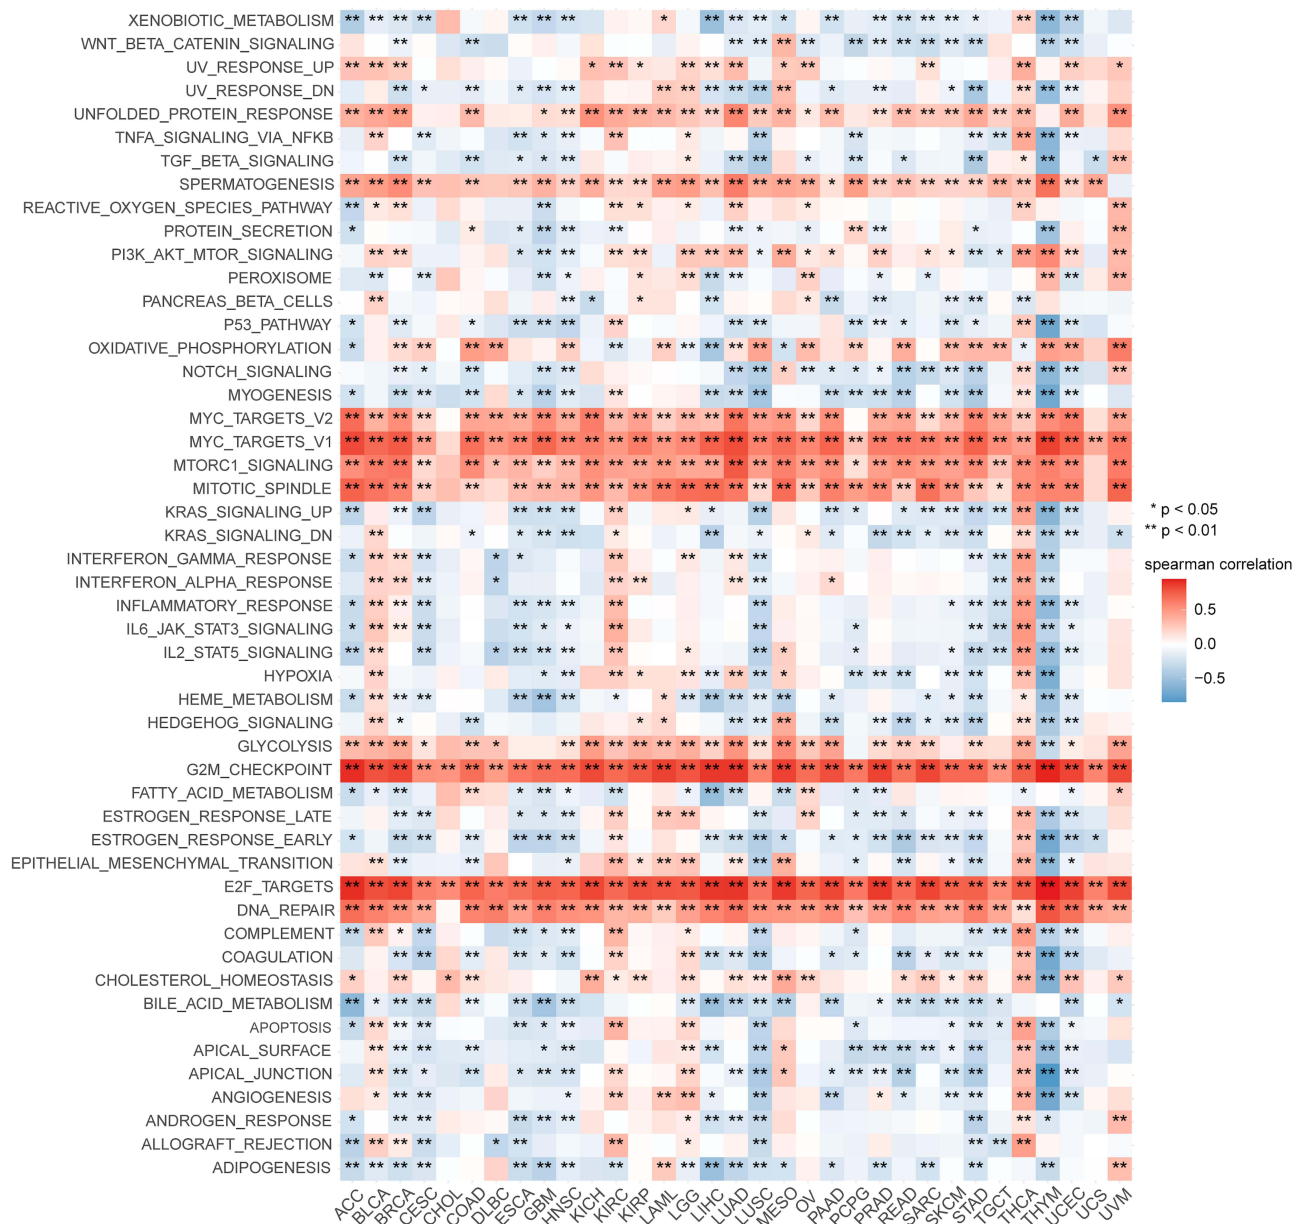 XENOBIOTIC_METABOLISM
WNT_BETA_CATENIN_SIGNALING
UV_RESPONSE_UP
UV_RESPONSE_DN
UNFOLDED_PROTEIN_RESPONSE
TNFA_SIGNALING_VIA_NFKB
TGF_BETA_SIGNALING
SPERMATOGENESIS
REACTIVE_OXYGEN_SPECIES_PATHWAY
PROTEIN_SECRETION
PI3K_AKT_MTOR_SIGNALING
PEROXISOME
PANCREAS_BETA_CELLS
P53_PATHWAY
OXIDATIVE_PHOSPHORYLATION
NOTCH_SIGNALING
MYOGENESIS
MYC_TARGETS_V2
MYC_TARGETS_V1
MTORC1_SIGNALING
MITOTIC_SPINDLE
KRAS_SIGNALING_UP
KRAS_SIGNALING_DN
INTERFERON_GAMMA_RESPONSE
INTERFERON_ALPHA_RESPONSE
INFLAMMATORY_RESPONSE
IL6_JAK_STAT3_SIGNALING
IL2_STAT5_SIGNALING
HYPOXIA
HEME_METABOLISM
HEDGEHOG_SIGNALING
GLYCOLYSIS
G2M_CHECKPOINT
FATTY_ACID_METABOLISM
ESTROGEN_RESPONSE_LATE
ESTROGEN_RESPONSE_EARLY
EPITHELIAL_MESENCHYMAL_TRANSITION
E2F_TARGETS
DNA_REPAIR
COMPLEMENT
COAGULATION
CHOLESTEROL_HOMEOSTASIS
BILE_ACID_METABOLISM
APOPTOSIS
APICAL_SURFACE
APICAL_JUNCTION
ANGIOGENESIS
ANDROGEN_RESPONSE
ALLOGRAFT_REJECTION
ADIPOGENESIS
ACC
BLCA
BRCA
CESC
CHOL
COAD
DLBC
ESCA
GBM
HNSC
KICH
KIRC
KIRP
LAML
LGG
LIHC
LUAD
LUSC
MESO
OV
PAAD
PCPG
PRAD
READ
SARC
SKCM
STAD
TGCT
THCA
THYM
UCEC
UCS
UVM
* p < 0.05
** p < 0.01
spearman correlation
0.5
0.0
−0.5